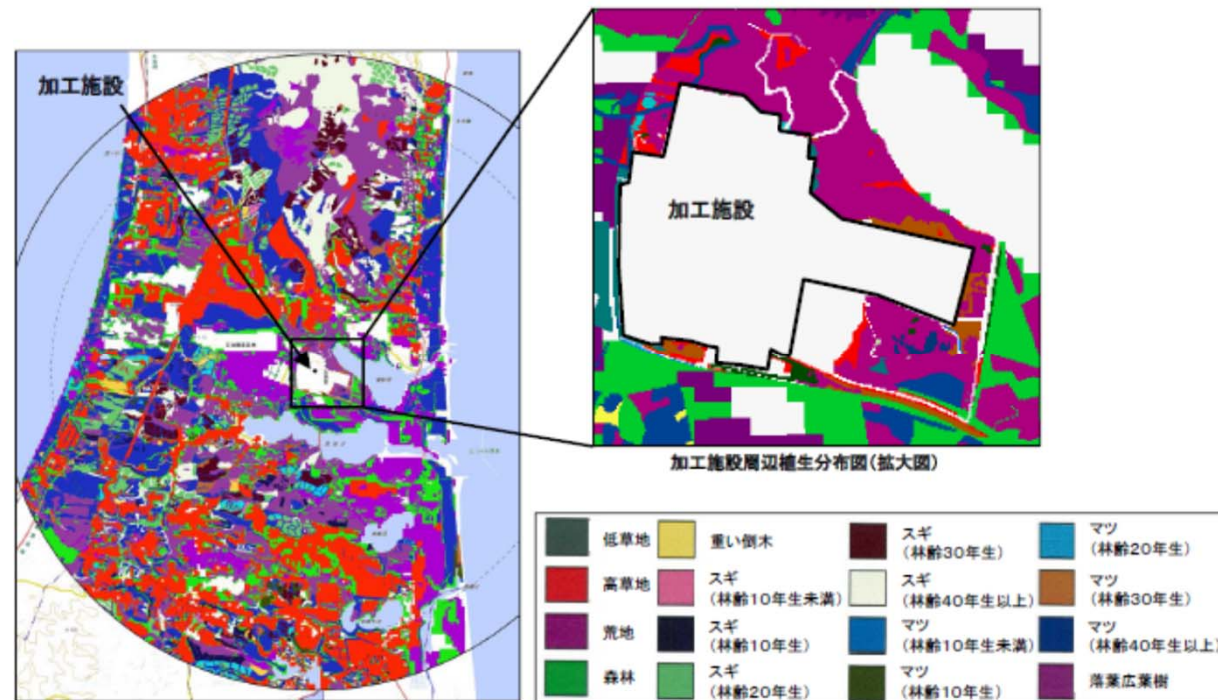 加工施設
加工施設
加工施設周辺植生分布図(拡大図)
低草地
重い倒木
スギ
(林齢30年生)
マツ
(林齢20年生)
高草地
スギ
(林齢10年生未満)
スギ
(林齢40年生以上)
マツ
(林齢30年生)
荒地
スギ
(林齢10年生)
マツ
(林齢10年生未満)
マツ
(林齢40年生以上)
森林
スギ
(林齢20年生)
マツ
(林齢10年生)
落葉広葉樹